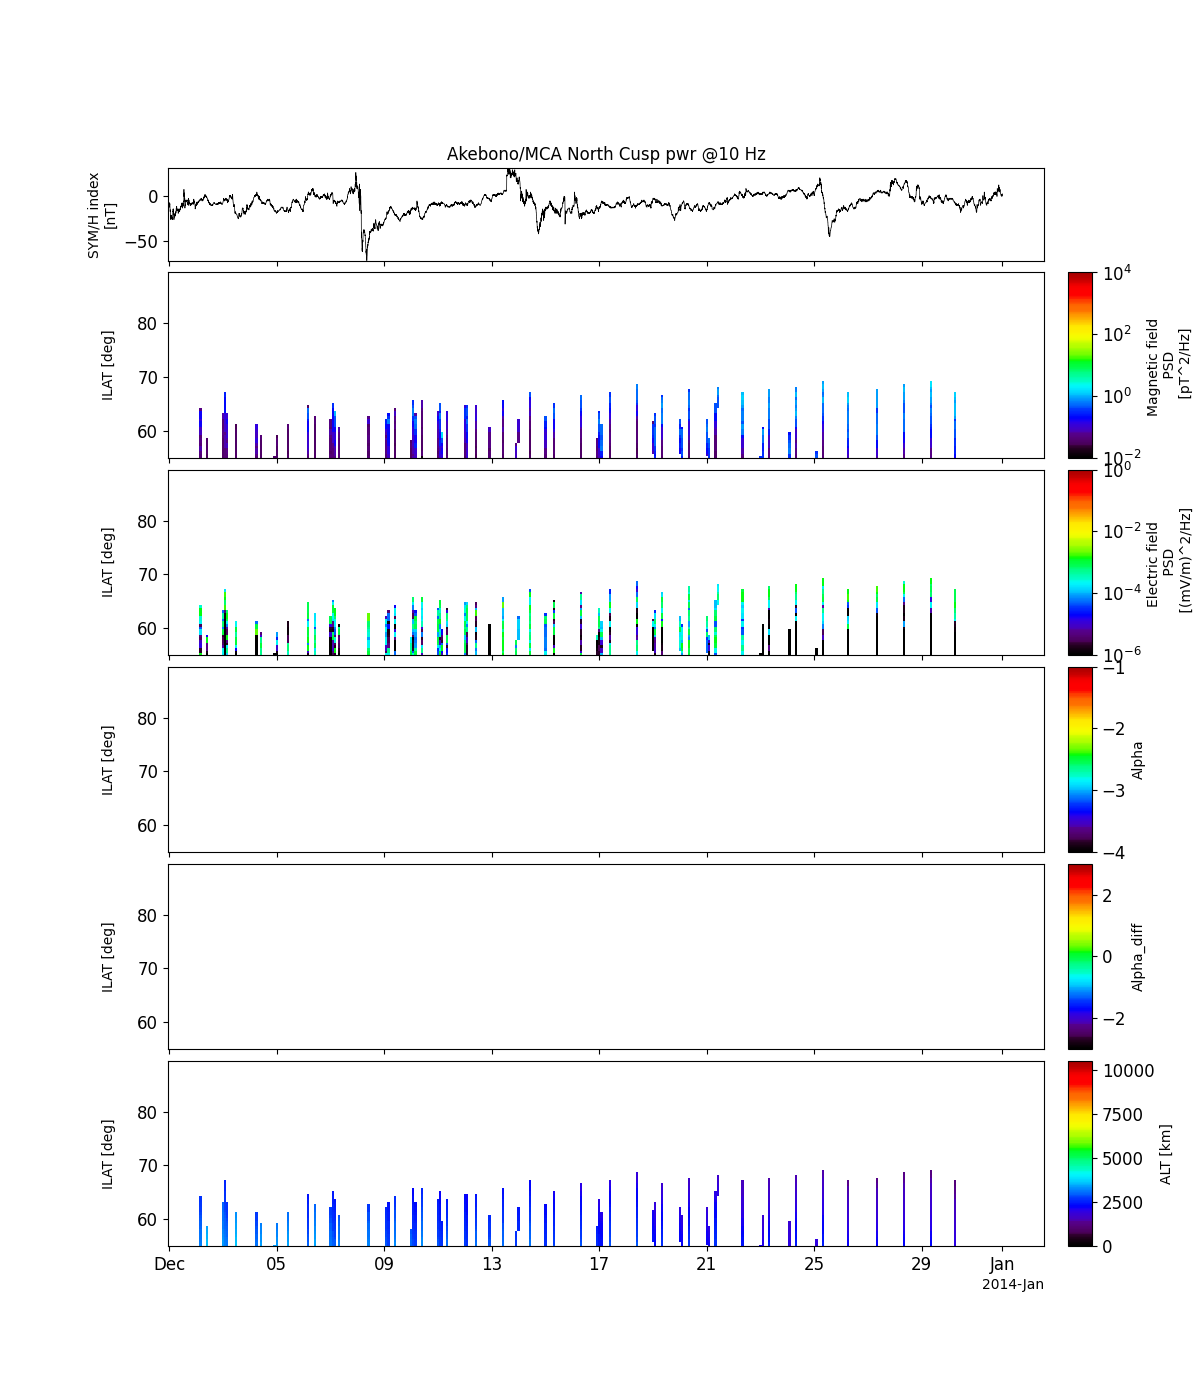 Akebono/MCA North Cusp pwr @10 Hz
SYM/H index
[nT]
0
−50
ILAT [deg]
80
70
60
10^4
10^2
10^0
10^−2
Magnetic field
PSD
[pT^2/Hz]
ILAT [deg]
80
70
60
10^0
10^−2
10^−4
10^−6
Electric field
PSD
[(mV/m)^2/Hz]
ILAT [deg]
80
70
60
−1
−2
−3
−4
Alpha
ILAT [deg]
80
70
60
2
0
−2
Alpha_diff
ILAT [deg]
80
70
60
10000
7500
5000
2500
0
ALT [km]
Dec 05 09 13 17 21 25 29 Jan
2014-Jan